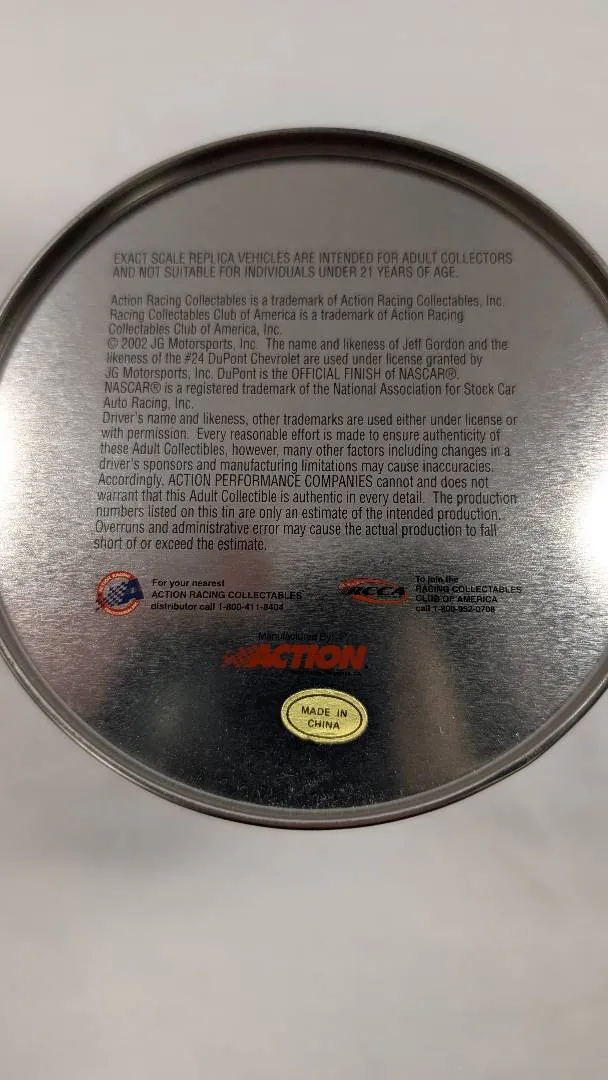 EXACT SCALE REPLICA VEHICLES ARE INTENDED FOR ADULT COLLECTORS
AND NOT SUITABLE FOR INDIVIDUALS UNDER 21 YEARS OF AGE.
Action Racing Collectables is a trademark of Action Racing Collectables, Inc.
Racing Collectables Club of America is a trademark of Action Racing
Collectables Club of America, Inc.
© 2002 JG Motorsports, Inc. The name and likeness of Jeff Gordon and the
likeness of the #24 DuPont Chevrolet are used under license granted by
JG Motorsports, Inc. DuPont is the OFFICIAL FINISH of NASCAR®.
NASCAR® is a registered trademark of the National Association for Stock Car
Auto Racing, Inc.
Driver's name and likeness, other trademarks are used either under license or
with permission. Every reasonable effort is made to ensure authenticity of
these Adult Collectibles, however, many other factors including changes in a
driver's sponsors and manufacturing limitations may cause inaccuracies.
Accordingly, ACTION PERFORMANCE COMPANIES cannot and does not
warrant that this Adult Collectible is authentic in every detail. The production
numbers listed on this tin are only an estimate of the intended production.
Overruns and administrative error may cause the actual production to fall
short of or exceed the estimate.
For your nearest
ACTION RACING COLLECTABLES
distributor call 1-800-411-8404
RCCA
To join the
RACING COLLECTABLES
CLUB OF AMERICA
call 1-800-952-0708
Manufactured By:
ACTION
MADE IN
CHINA